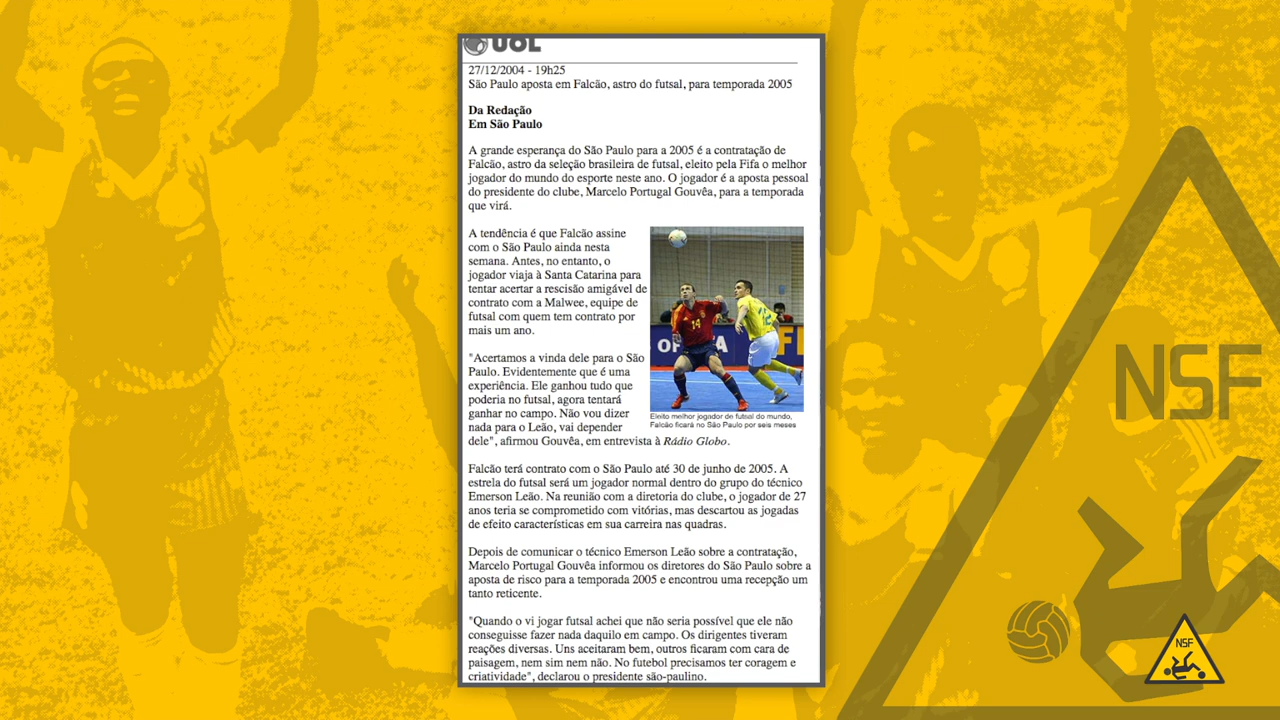 UOL
27/12/2004 - 19h25
São Paulo aposta em Falcão, astro do futsal, para temporada 2005
Da Redação
Em São Paulo
A grande esperança do São Paulo para a 2005 é a contratação de
Falcão, astro da seleção brasileira de futsal, eleito pela Fifa o melhor
jogador do mundo do esporte neste ano. O jogador é a aposta pessoal
do presidente do clube, Marcelo Portugal Gouvêa, para a temporada
que virá.
A tendência é que Falcão assine
com o São Paulo ainda nesta
semana. Antes, no entanto, o
jogador viaja à Santa Catarina para
tentar acertar a rescisão amigável de
contrato com a Malwee, equipe de
futsal com quem tem contrato por
mais um ano.
"Acertamos a vinda dele para o São
Paulo. Evidentemente que é uma
experiência. Ele ganhou tudo que
poderia no futsal, agora tentará
ganhar no campo. Não vou dizer
nada para o Leão, vai depender
dele", afirmou Gouvêa, em entrevista à Rádio Globo.
14
12
Eleito melhor jogador de futsal do mundo,
Falcão ficará no São Paulo por seis meses
Falcão terá contrato com o São Paulo até 30 de junho de 2005. A
estrela do futsal será um jogador normal dentro do grupo do técnico
Emerson Leão. Na reunião com a diretoria do clube, o jogador de 27
anos teria se comprometido com vitórias, mas descartou as jogadas
de efeito características em sua carreira nas quadras.
Depois de comunicar o técnico Emerson Leão sobre a contratação,
Marcelo Portugal Gouvêa informou os diretores do São Paulo sobre a
aposta de risco para a temporada 2005 e encontrou uma recepção um
tanto reticente.
"Quando o vi jogar futsal achei que não seria possível que ele não
conseguisse fazer nada daquilo em campo. Os dirigentes tiveram
reações diversas. Uns aceitaram bem, outros ficaram com cara de
paisagem, nem sim nem não. No futebol precisamos ter coragem e
criatividade", declarou o presidente são-paulino.
NSF
NSF